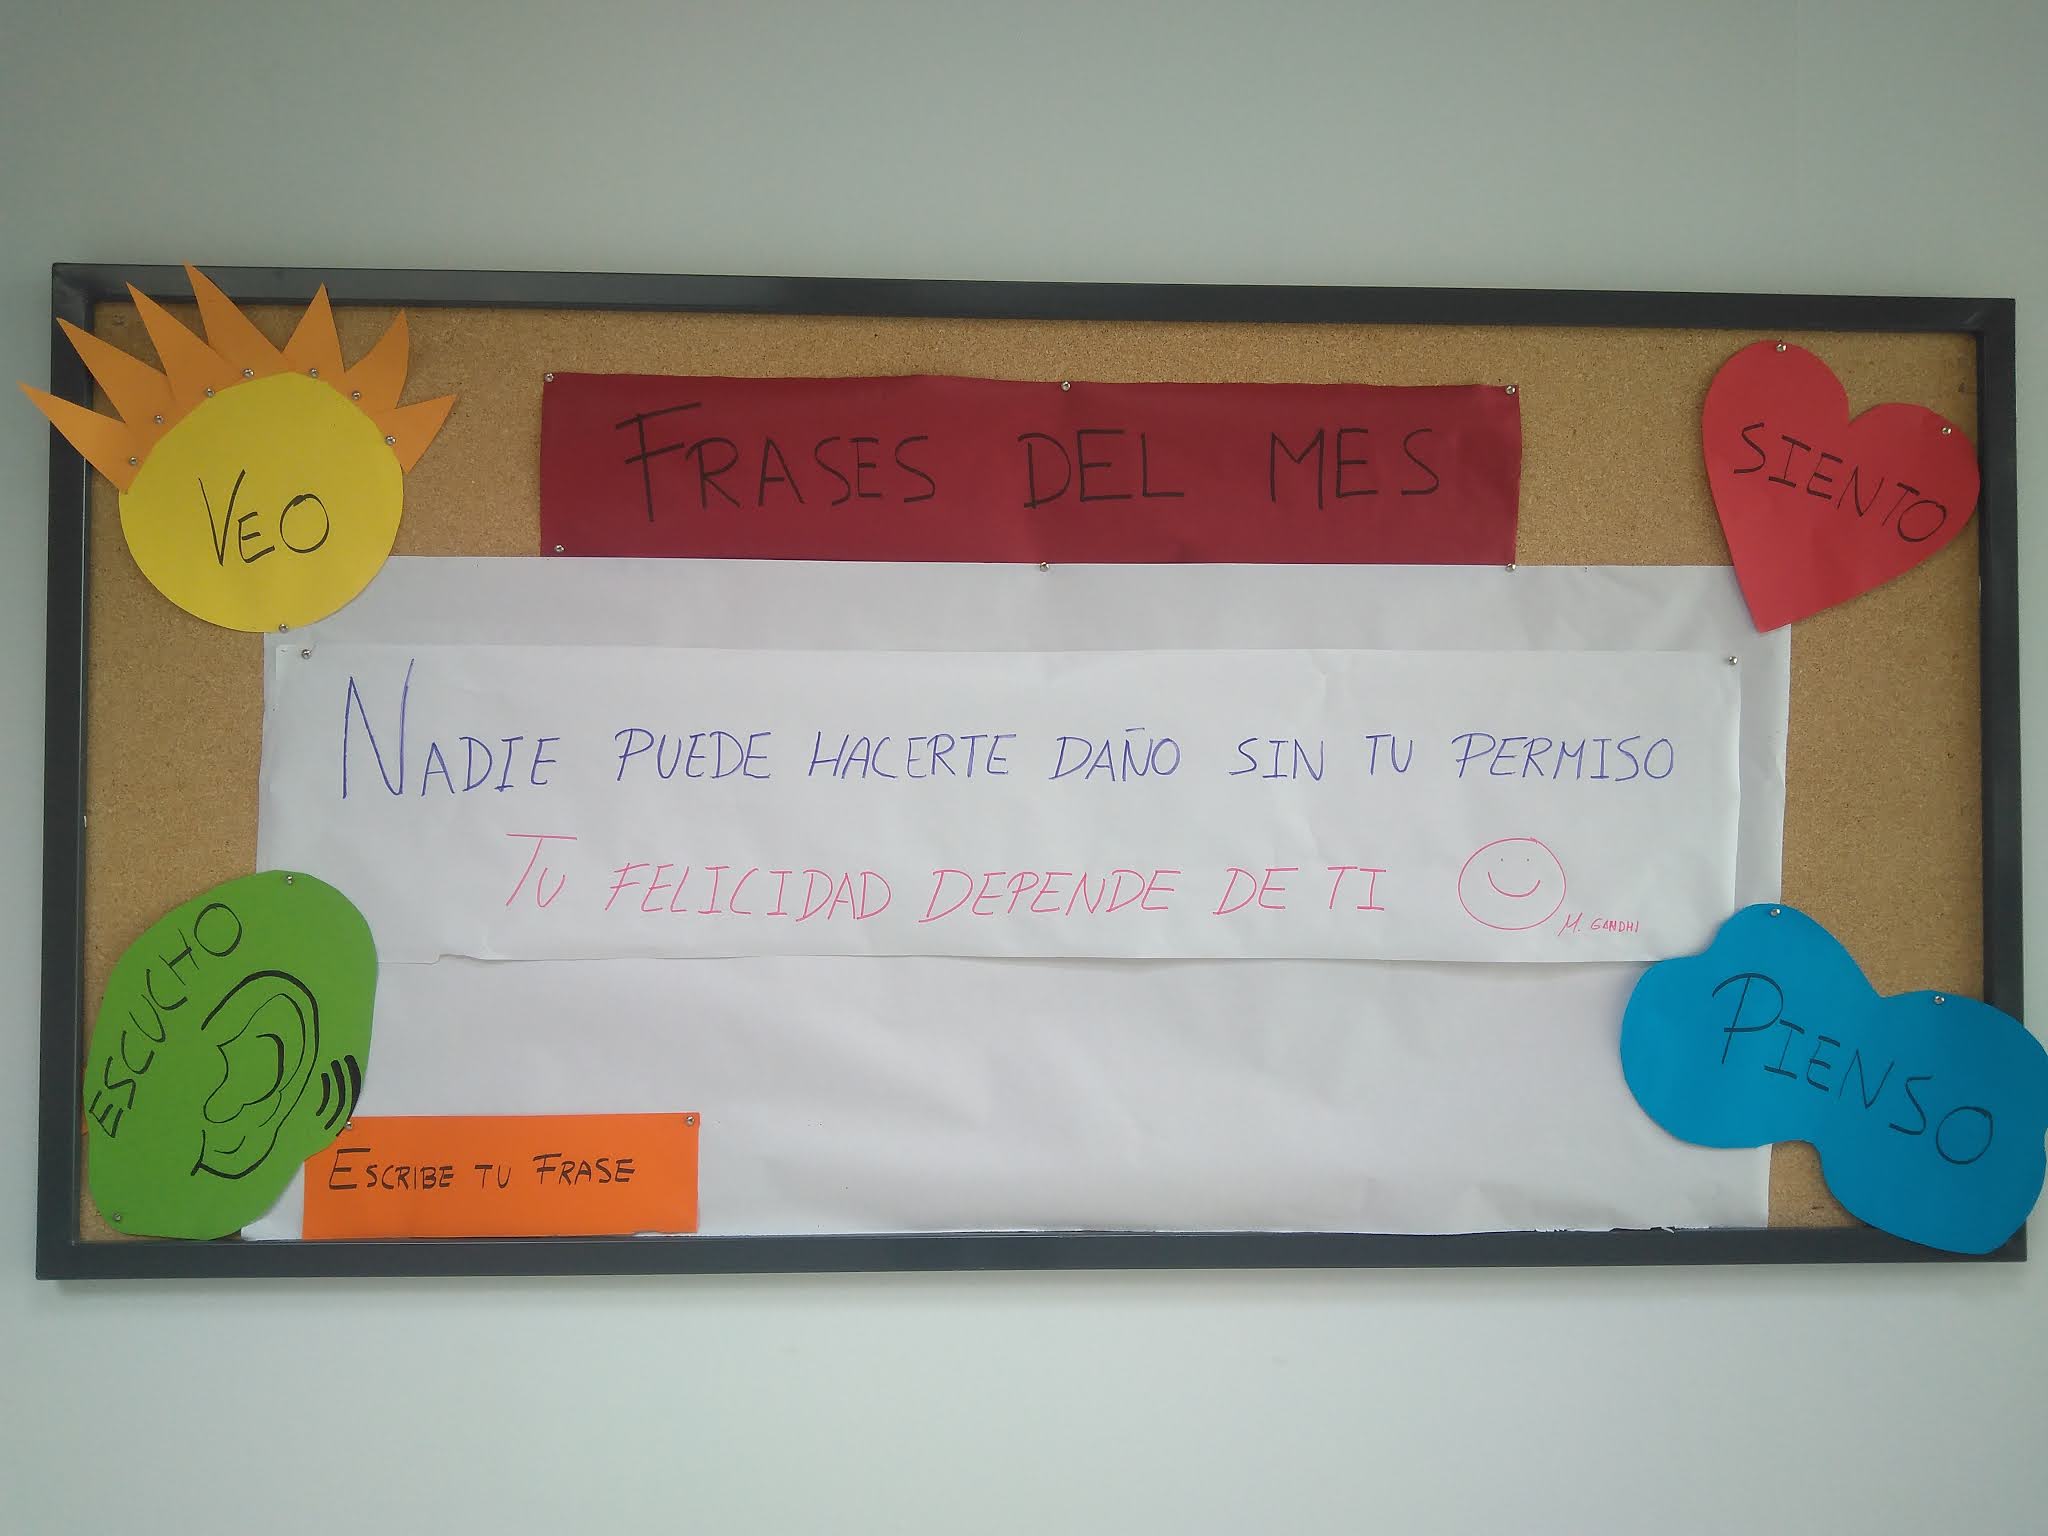 VEO
FRASES DEL MES
SIENTO
NADIE PUEDE HACERTE DAÑO SIN TU PERMISO
TU FELICIDAD DEPENDE DE TI
M. GANDHI
ESCUCHO
PIENSO
ESCRIBE TU FRASE